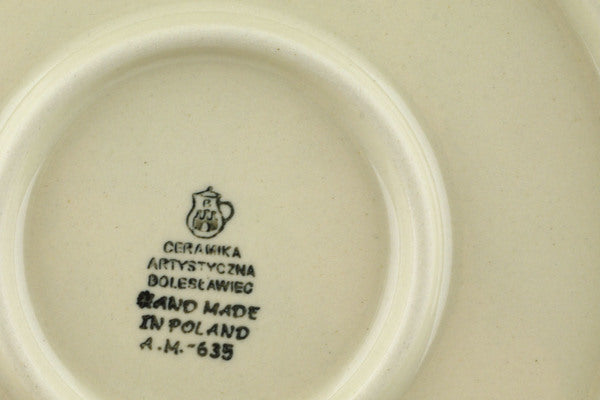 CERAMIKA
ARTYSTYCZNA
BOLESŁAWIEC
HAND MADE
IN POLAND
A.M.-635